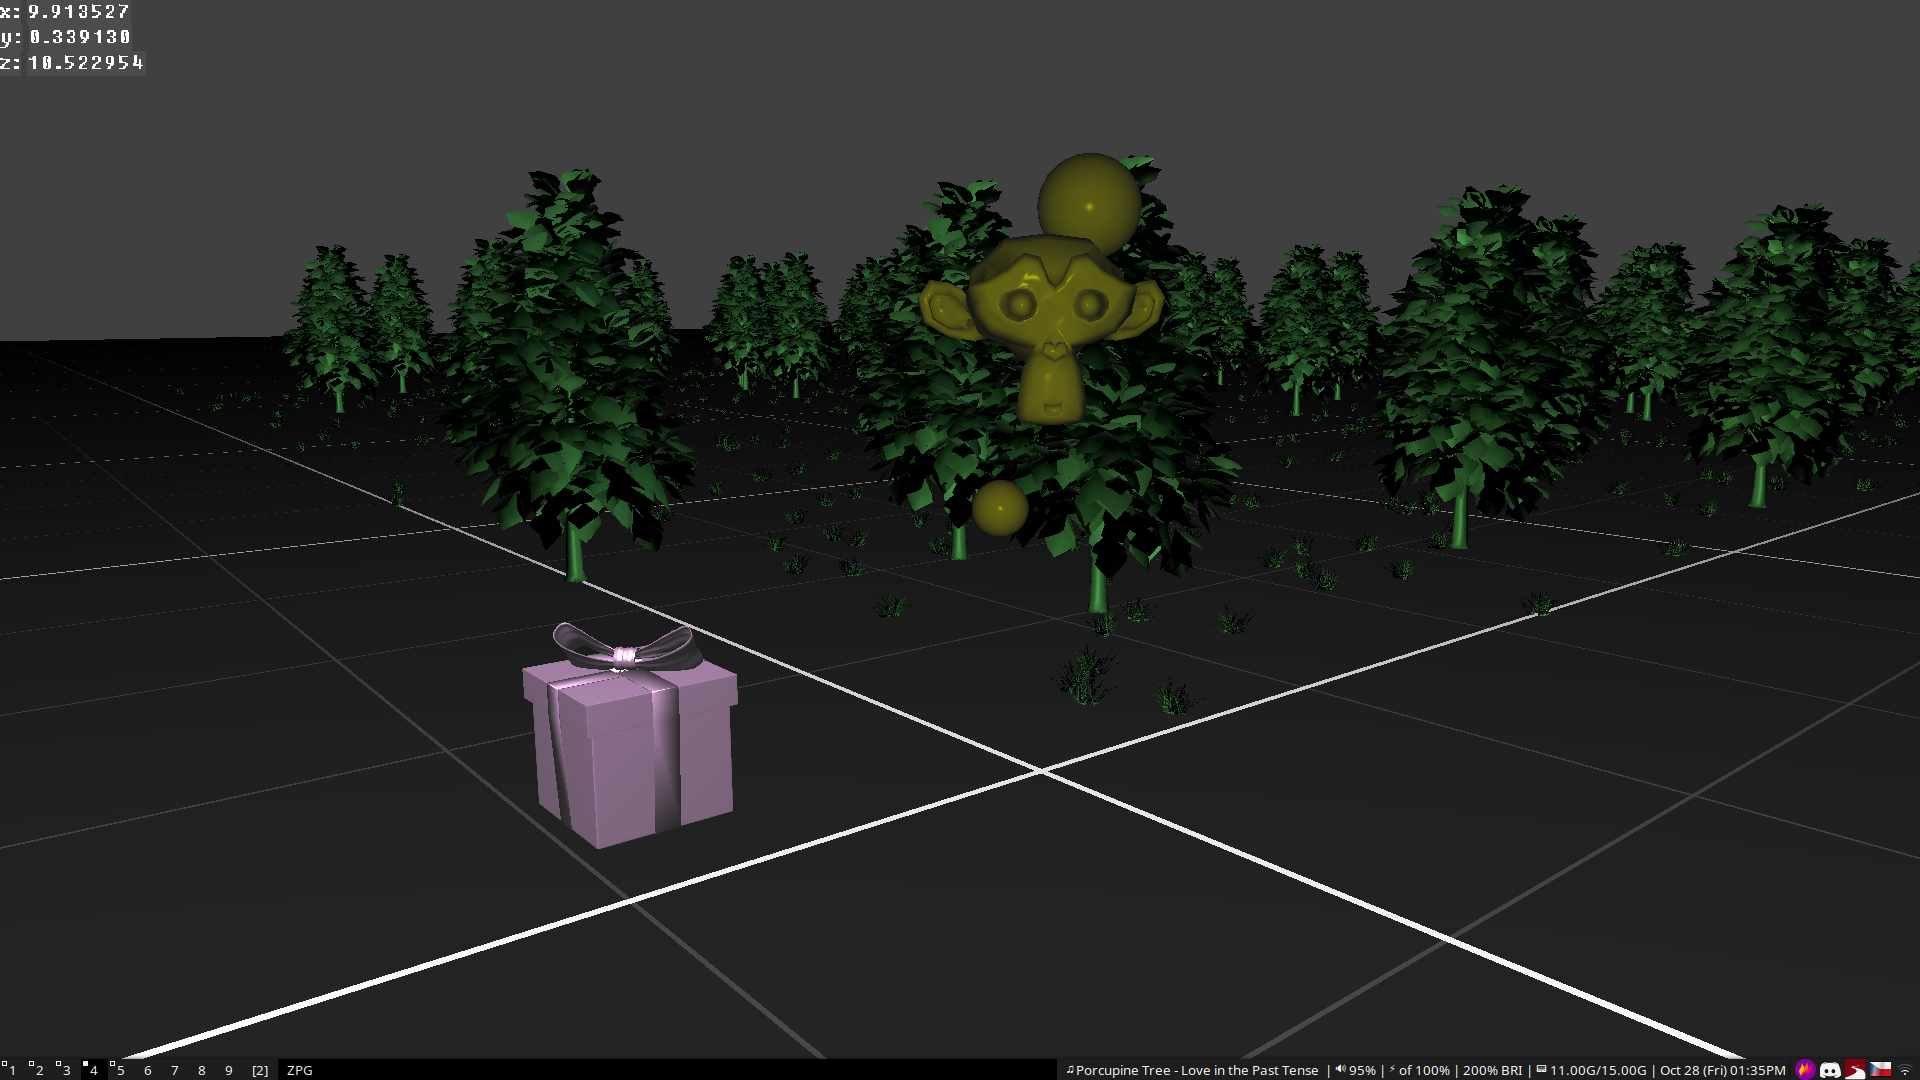 x: 9.913527
y: 0.339130
z: 10.522954
1 2 3 4 5 6 7 8 9 [2] ZPG ♫Porcupine Tree - Love in the Past Tense | 95% | ⚡ of 100% | 200% BRI | 11.00G/15.00G | Oct 28 (Fri) 01:35PM